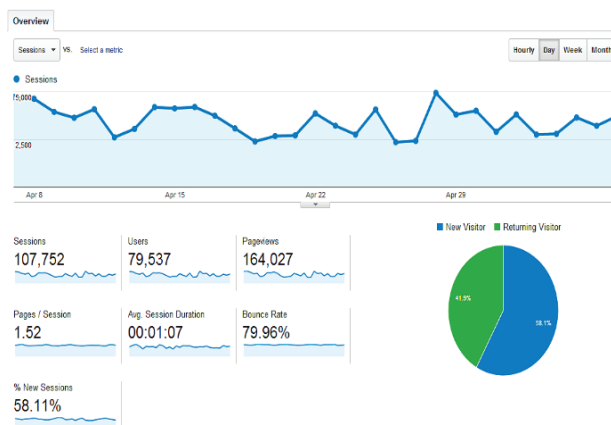 Overview
Sessions VS. Select a metric
Hourly Day Week Month
Sessions
75,000
2,500
Apr 8 Apr 15 Apr 22 Apr 29
New Visitor Returning Visitor
Sessions Users Pageviews
107,752 79,537 164,027
41.9%
58.1%
Pages / Session Avg. Session Duration Bounce Rate
1.52 00:01:07 79.96%
% New Sessions
58.11%